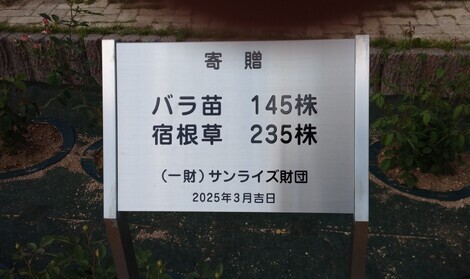 寄贈
バラ苗　145株
宿根草　235株
（一財）サンライズ財団
2025年3月吉日